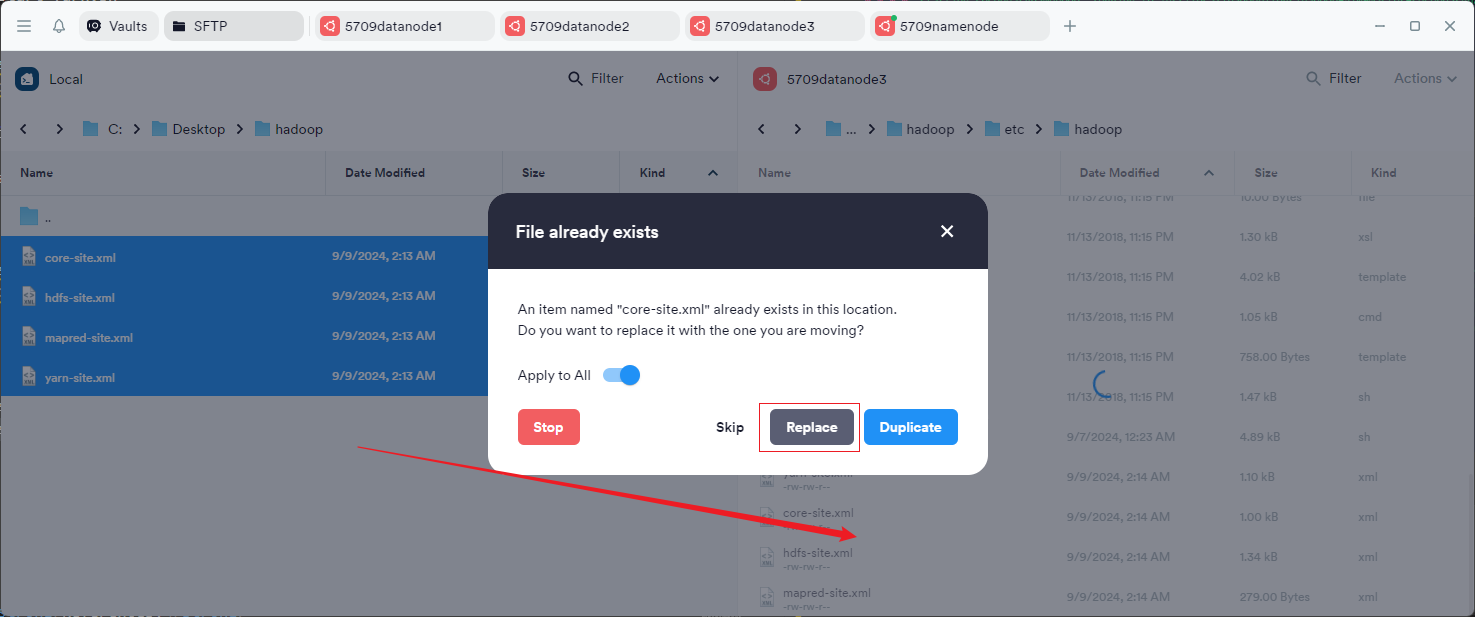 Vaults
SFTP
5709datanode1
5709datanode2
5709datanode3
5709namenode
Local
Filter
Actions
C:
Desktop
hadoop
Name
Date Modified
Size
Kind
..
core-site.xml
9/9/2024, 2:13 AM
hdfs-site.xml
9/9/2024, 2:13 AM
mapred-site.xml
9/9/2024, 2:13 AM
yarn-site.xml
9/9/2024, 2:13 AM
5709datanode3
Filter
Actions
...
hadoop
etc
hadoop
Name
Date Modified
Size
Kind
11/13/2018, 11:15 PM
10.00 Bytes
file
11/13/2018, 11:15 PM
1.30 kB
xsl
11/13/2018, 11:15 PM
4.02 kB
template
11/13/2018, 11:15 PM
1.05 kB
cmd
11/13/2018, 11:15 PM
758.00 Bytes
template
11/13/2018, 11:15 PM
1.47 kB
sh
9/7/2024, 12:23 AM
4.89 kB
sh
yarn-site.xml
-rw-rw-r--
9/9/2024, 2:14 AM
1.10 kB
xml
core-site.xml
9/9/2024, 2:14 AM
1.00 kB
xml
hdfs-site.xml
-rw-rw-r--
9/9/2024, 2:14 AM
1.34 kB
xml
mapred-site.xml
-rw-rw-r--
9/9/2024, 2:14 AM
279.00 Bytes
xml
File already exists
An item named "core-site.xml" already exists in this location.
Do you want to replace it with the one you are moving?
Apply to All
Stop
Skip
Replace
Duplicate